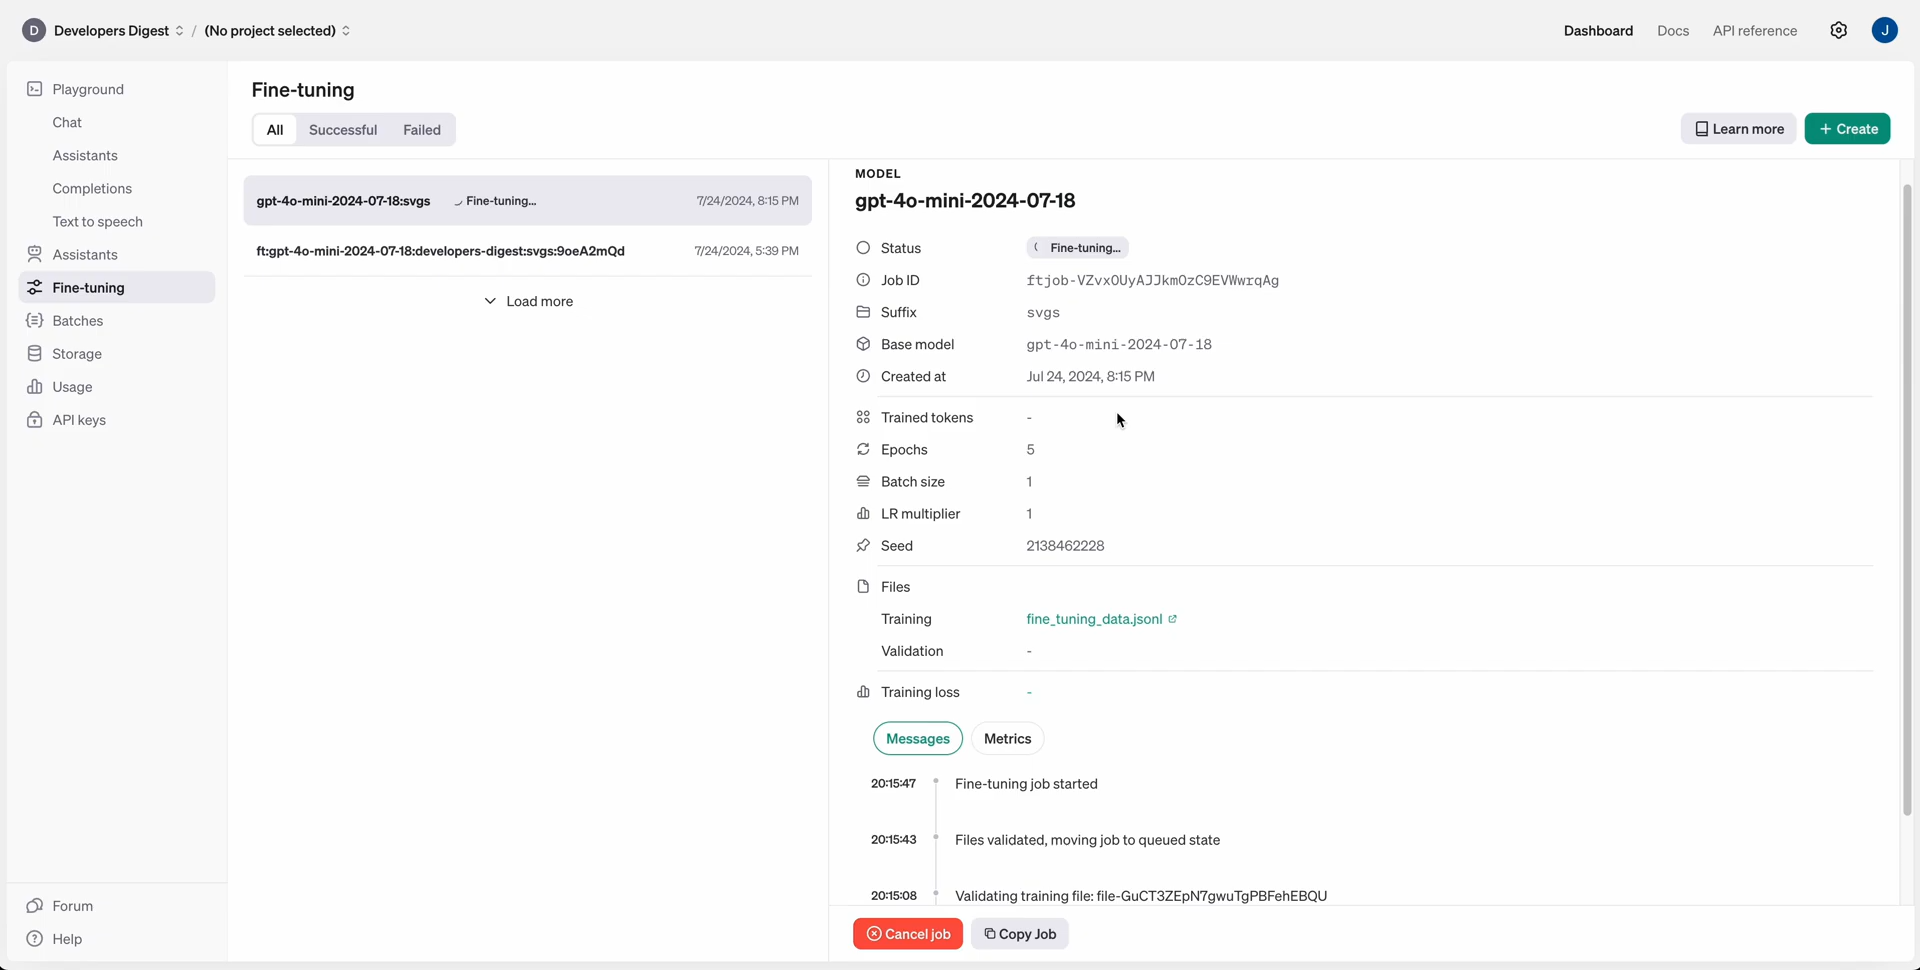 D Developers Digest / (No project selected)
Dashboard Docs API reference J
Playground
Chat
Assistants
Completions
Text to speech
Assistants
Fine-tuning
Batches
Storage
Usage
API keys
Forum
Help
Fine-tuning
All Successful Failed
Learn more + Create
gpt-4o-mini-2024-07-18:svgs Fine-tuning... 7/24/2024, 8:15 PM
ft:gpt-4o-mini-2024-07-18:developers-digest:svgs:9oeA2mQd 7/24/2024, 5:39 PM
Load more
MODEL
gpt-4o-mini-2024-07-18
Status Fine-tuning...
Job ID ftjob-VZvxOUyAJJkmOzC9EVWwrqAg
Suffix svgs
Base model gpt-4o-mini-2024-07-18
Created at Jul 24, 2024, 8:15 PM
Trained tokens -
Epochs 5
Batch size 1
LR multiplier 1
Seed 2138462228
Files
Training fine_tuning_data.jsonl
Validation -
Training loss -
Messages Metrics
20:15:47 Fine-tuning job started
20:15:43 Files validated, moving job to queued state
20:15:08 Validating training file: file-GuCT3ZEpN7gwuTgPBFehEBQU
Cancel job Copy Job